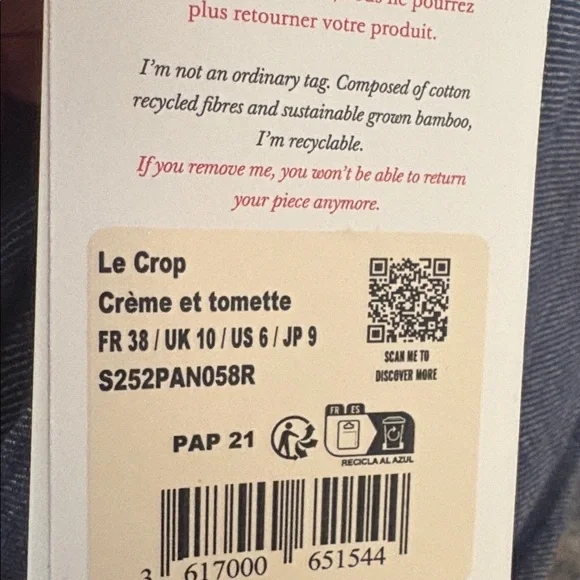 ne pourrez
plus retourner votre produit.
I'm not an ordinary tag. Composed of cotton
recycled fibres and sustainable grown bamboo,
I'm recyclable.
If you remove me, you won't be able to return
your piece anymore.
Le Crop
Crème et tomette
FR 38 / UK 10 / US 6 / JP 9
S252PAN058R
SCAN ME TO
DISCOVER MORE
PAP 21
FR ES
RECICLA AL AZUL
3 617000 651544